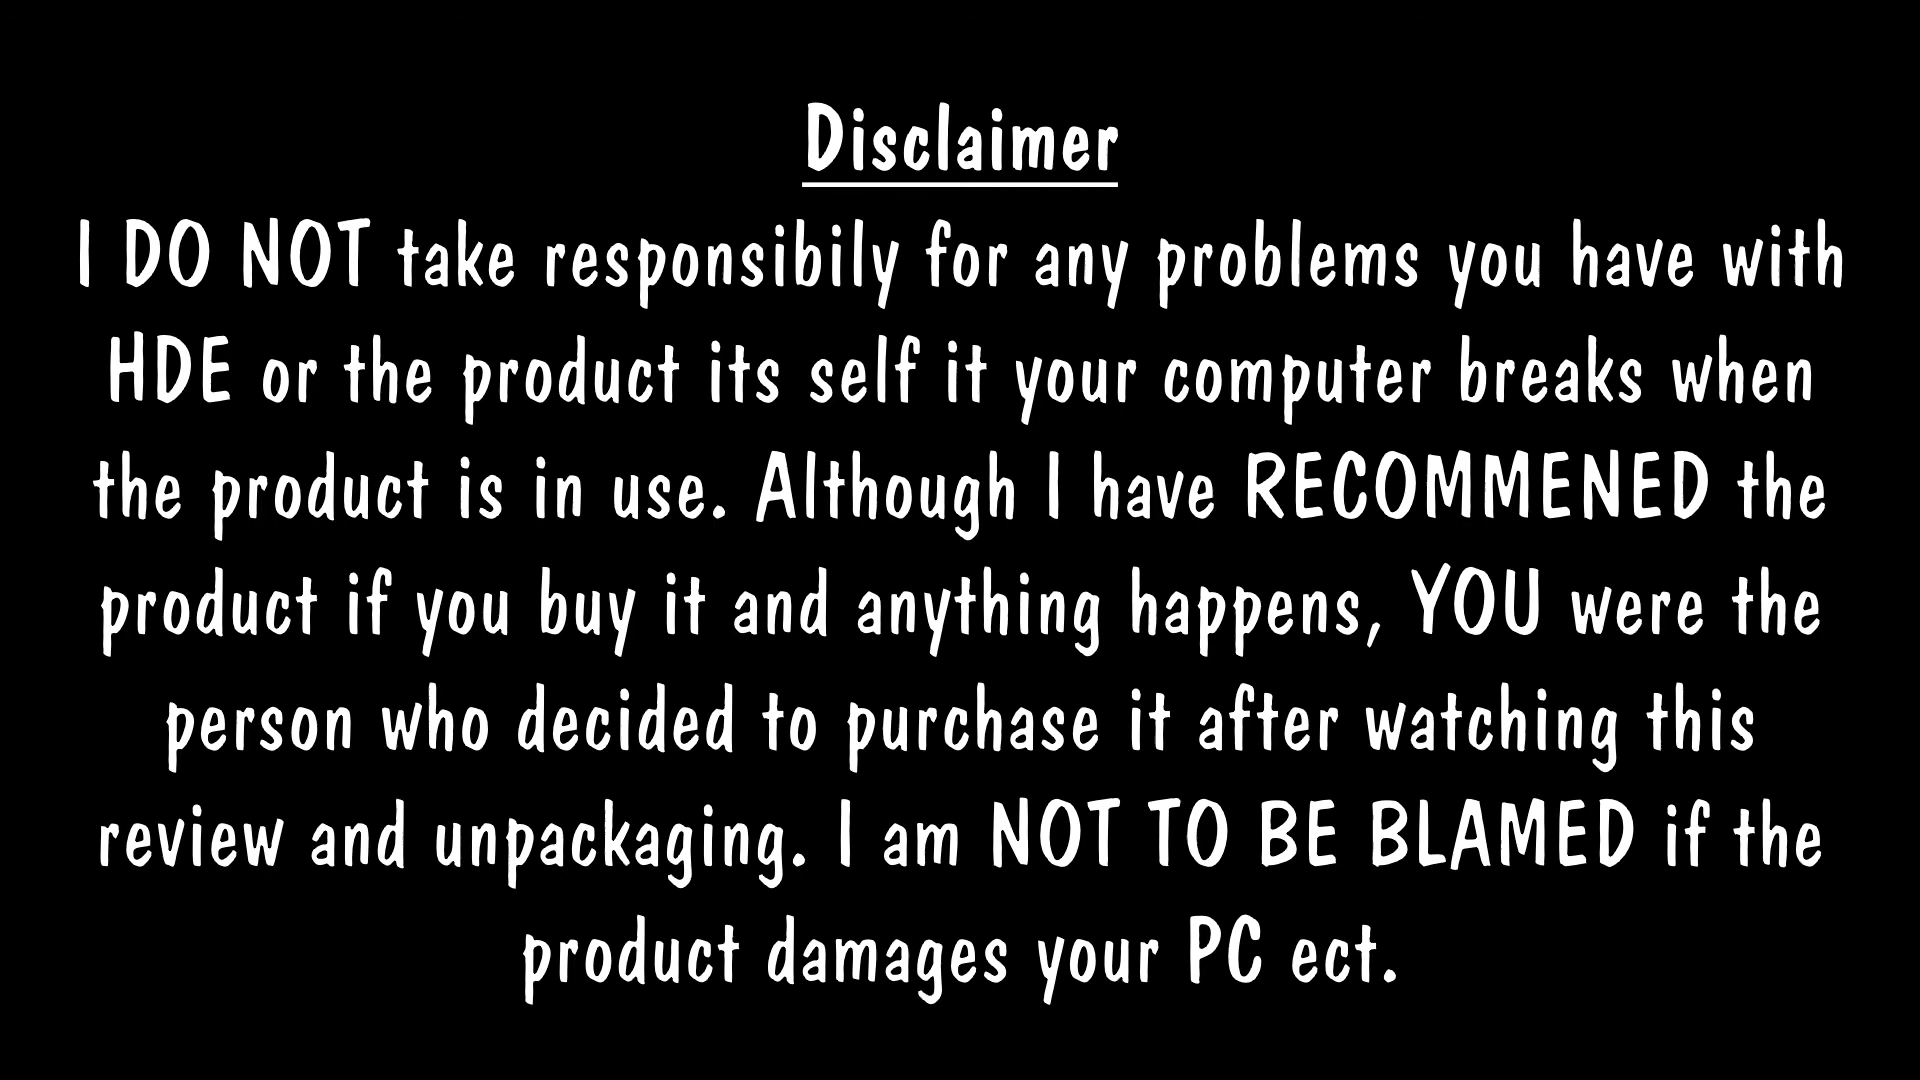 Disclaimer
I DO NOT take responsibily for any problems you have with
HDE or the product its self it your computer breaks when
the product is in use. Although I have RECOMMENED the
product if you buy it and anything happens, YOU were the
person who decided to purchase it after watching this
review and unpackaging. I am NOT TO BE BLAMED if the
product damages your PC ect.